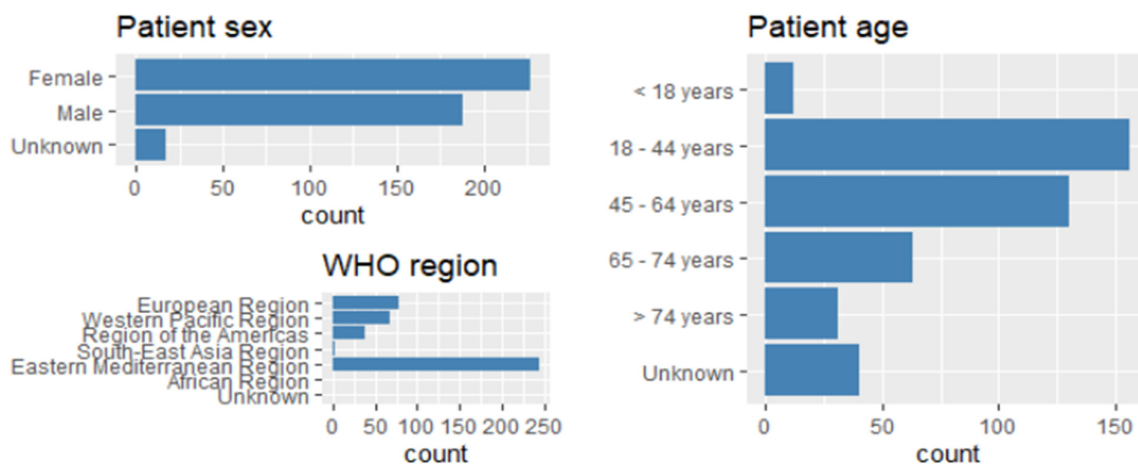 Patient sex
Female
Male
Unknown
0 50 100 150 200
count
WHO region
European Region
Western Pacific Region
Region of the Americas
South-East Asia Region
Eastern Mediterranean Region
African Region
Unknown
0 50 100 150 200 250
count
Patient age
< 18 years
18 - 44 years
45 - 64 years
65 - 74 years
> 74 years
Unknown
0 50 100 150
count